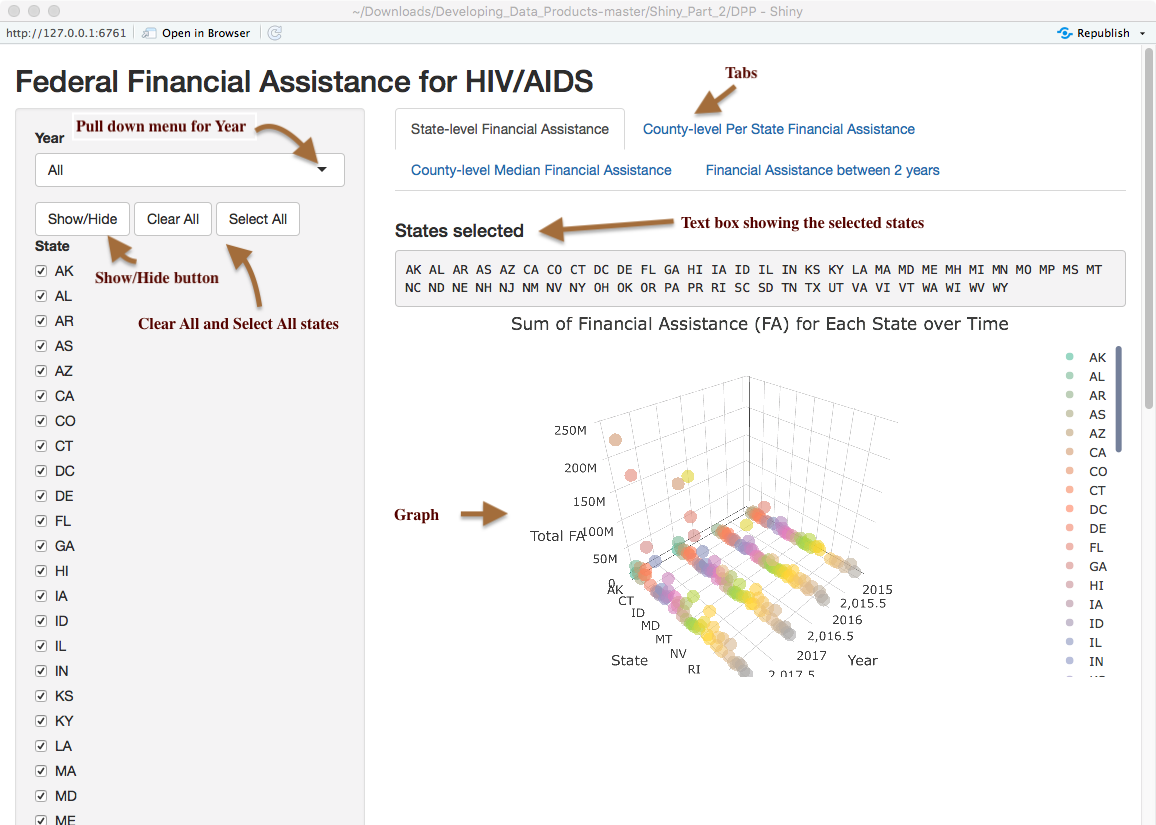 ~/Downloads/Developing_Data_Products-master/Shiny_Part_2/DPP - Shiny
http://127.0.0.1:6761 Open in Browser Republish
Federal Financial Assistance for HIV/AIDS
Tabs
Year
Pull down menu for Year
All
Show/Hide Clear All Select All
Show/Hide button
Clear All and Select All states
State
AK
AL
AR
AS
AZ
CA
CO
CT
DC
DE
FL
GA
HI
IA
ID
IL
IN
KS
KY
LA
MA
MD
ME
State-level Financial Assistance County-level Per State Financial Assistance
County-level Median Financial Assistance Financial Assistance between 2 years
States selected
Text box showing the selected states
AK AL AR AS AZ CA CO CT DC DE FL GA HI IA ID IL IN KS KY LA MA MD ME MH MI MN MO MP MS MT
NC ND NE NH NJ NM NV NY OH OK OR PA PR RI SC SD TN TX UT VA VI VT WA WI WV WY
Sum of Financial Assistance (FA) for Each State over Time
Graph
250M
200M
150M
100M
50M
0
Total FA
AK
CT
ID
MD
MT
NV
RI
State
2015
2,015.5
2016
2,016.5
2017
2,017.5
Year
AK
AL
AR
AS
AZ
CA
CO
CT
DC
DE
FL
GA
HI
IA
ID
IL
IN